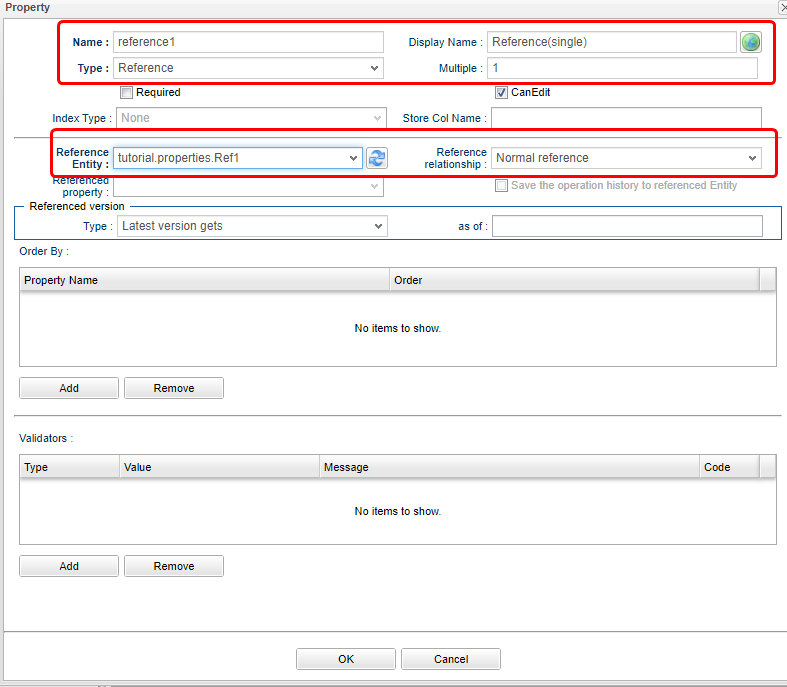 Property
Name : reference1 Display Name : Reference(single)
Type : Reference Multiple : 1
Required CanEdit
Index Type : None Store Col Name :
Reference Entity : tutorial.properties.Ref1 Reference relationship : Normal reference
Referenced property : Save the operation history to referenced Entity
Referenced version
Type : Latest version gets as of :
Order By :
Property Name Order
No items to show.
Add Remove
Validators :
Type Value Message Code
No items to show.
Add Remove
OK Cancel